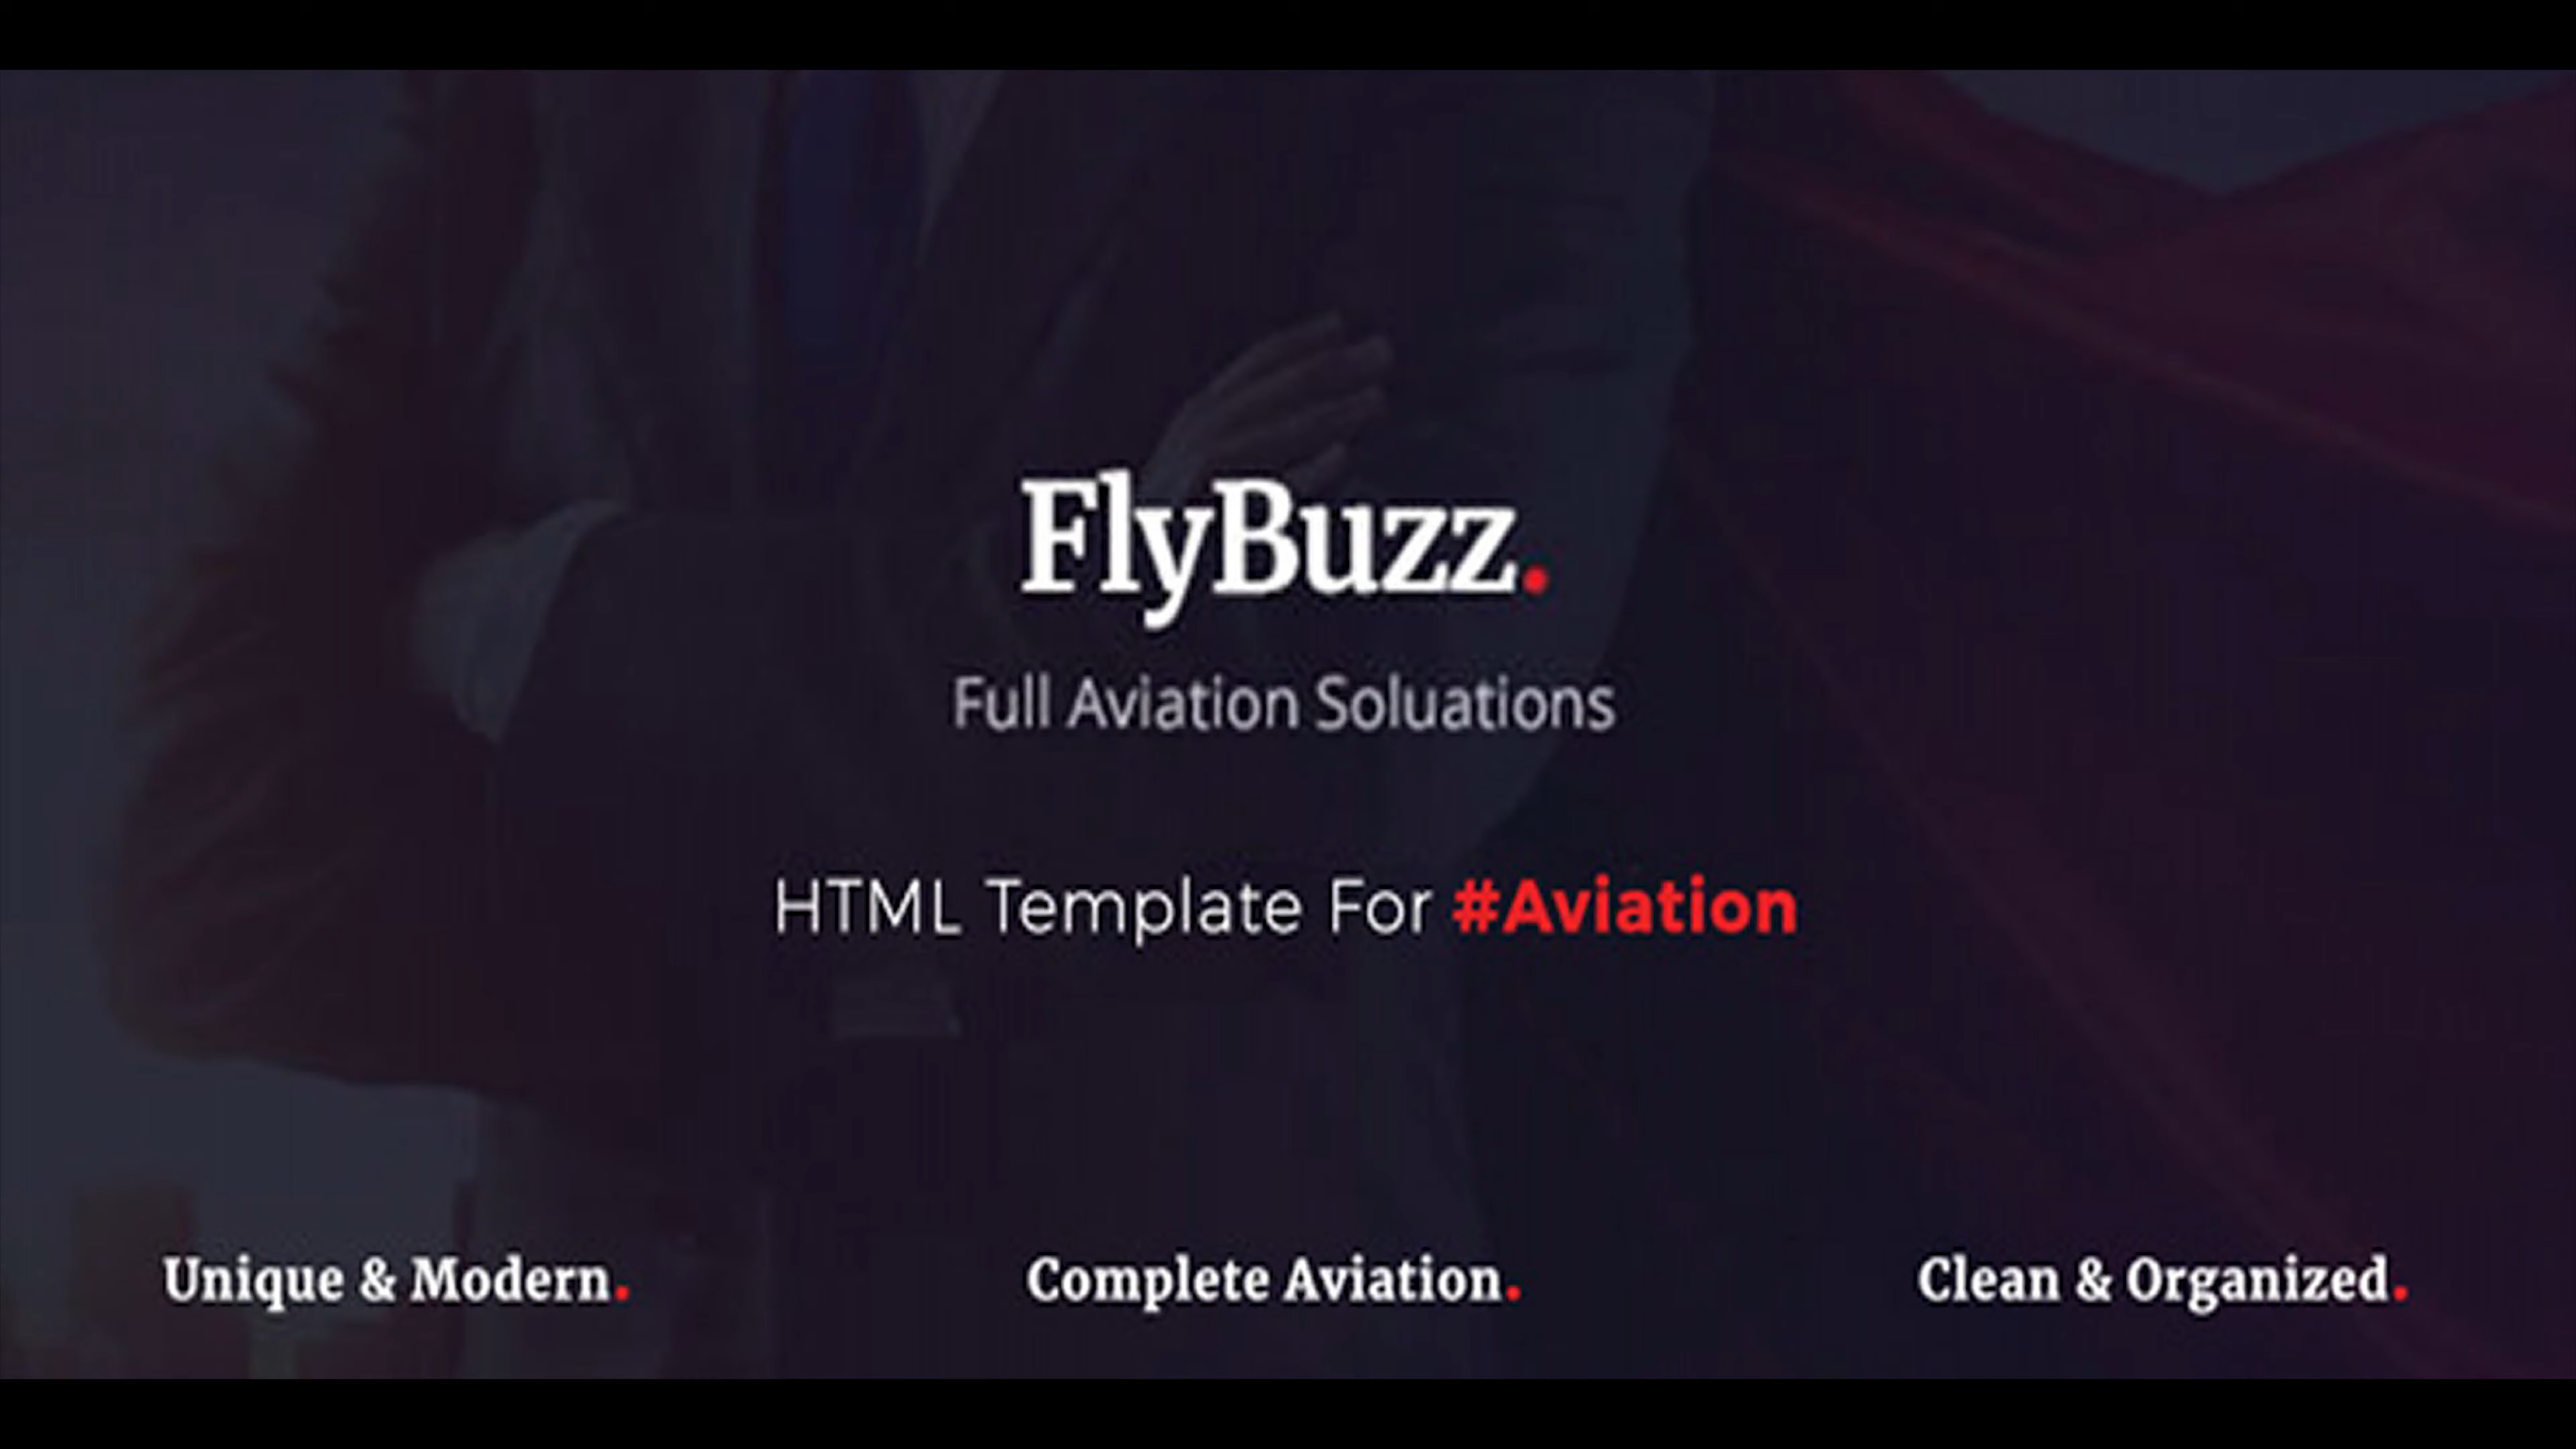 FlyBuzz.
Full Aviation Soluations
HTML Template For #Aviation
Unique & Modern.
Complete Aviation.
Clean & Organized.